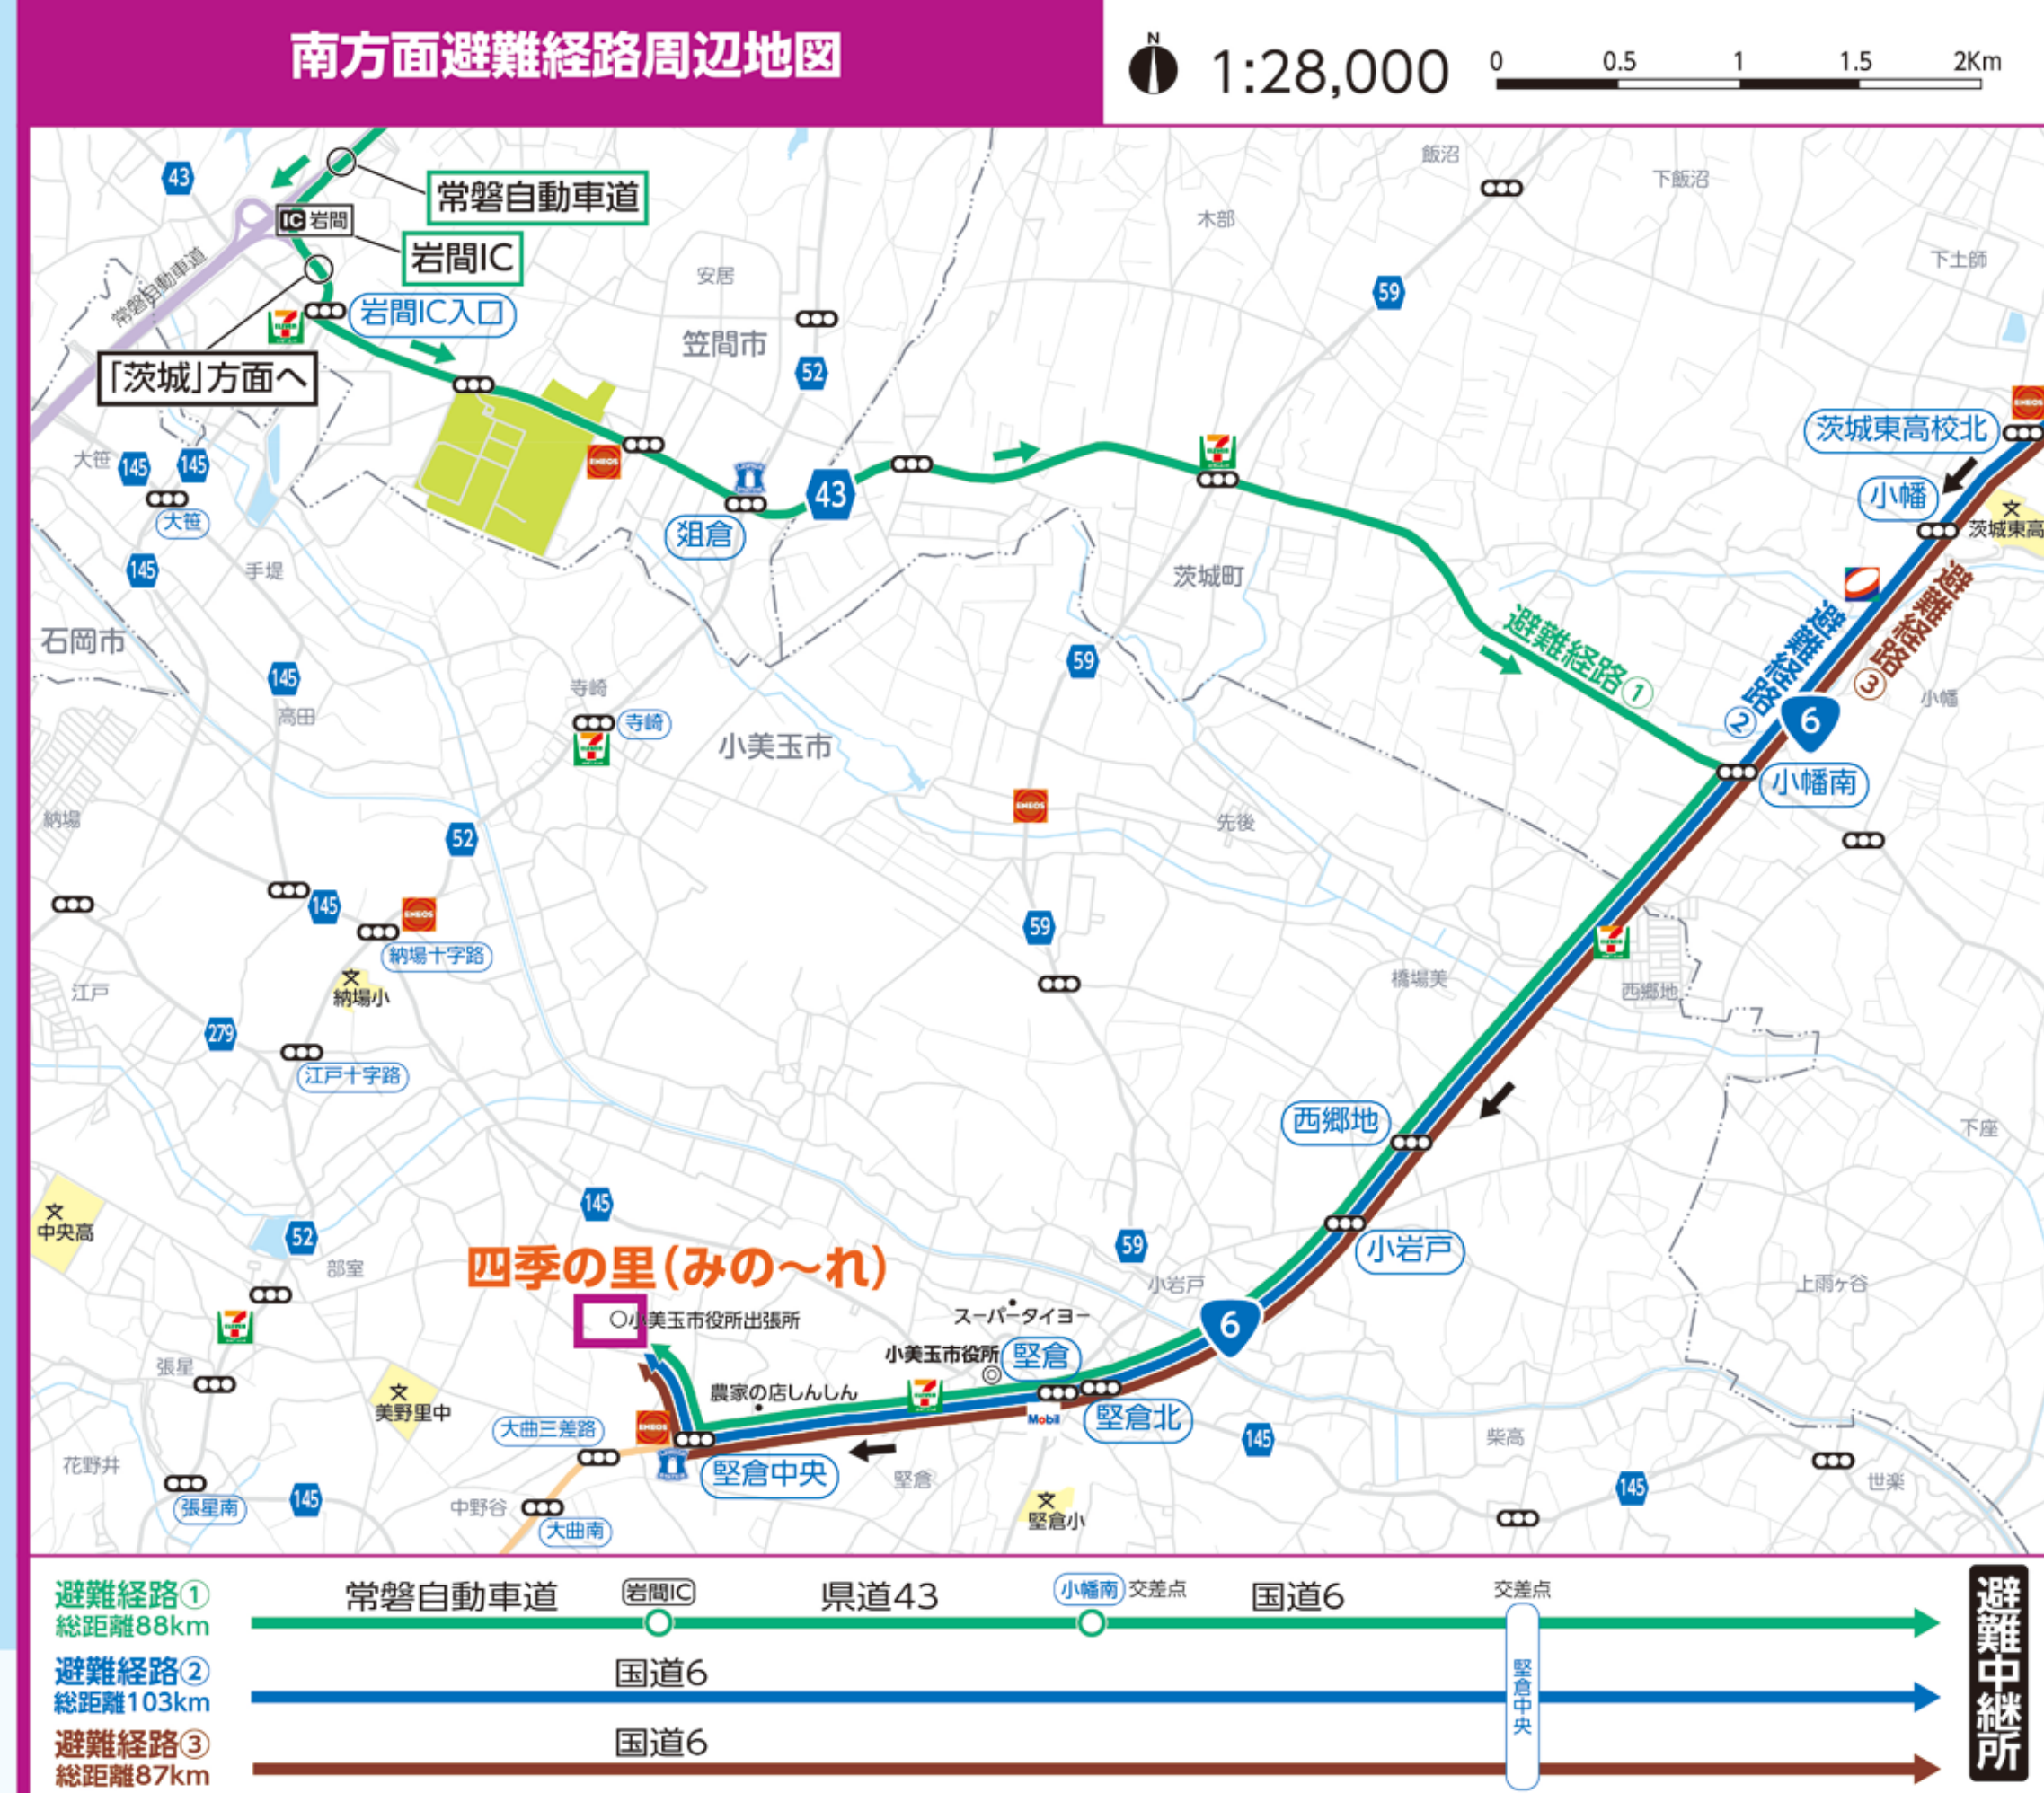 南方面避難経路周辺地図
N
1:28,000
0 0.5 1 1.5 2Km
飯沼
下飯沼
43
常磐自動車道
木部
IC 岩間
岩間IC
常磐自動車道
安居
下土師
59
岩間IC入口
笠間市
52
「茨城」方面へ
ENEOS
茨城東高校北
大笹
145
145
ENEOS
43
小幡
文
茨城東高
大笹
爼倉
145
手堤
茨城町
石岡市
59
避難経路①
避難経路②
避難経路③
145
寺崎
寺崎
高田
小幡
6
小美玉市
小幡南
ENEOS
納場
先後
52
145
ENEOS
59
納場十字路
文
納場小
橋場美
西郷地
江戸
279
江戸十字路
西郷地
下座
文
中央高
145
52
59
小岩戸
部室
四季の里(みの～れ)
小岩戸
上雨ヶ谷
スーパータイヨー
小美玉市役所出張所
6
小美玉市役所
堅倉
張星
文
美野里中
農家の店しんしん
大曲三差路
ENEOS
Mobil
堅倉北
145
柴高
花野井
堅倉中央
堅倉
世楽
張星南
145
中野谷
大曲南
文
堅倉小
145
避難経路①
総距離88km
常磐自動車道 岩間IC 県道43 小幡南 交差点 国道6 交差点
避難経路②
総距離103km
国道6
堅倉中央
避難経路③
総距離87km
国道6
避難中継所